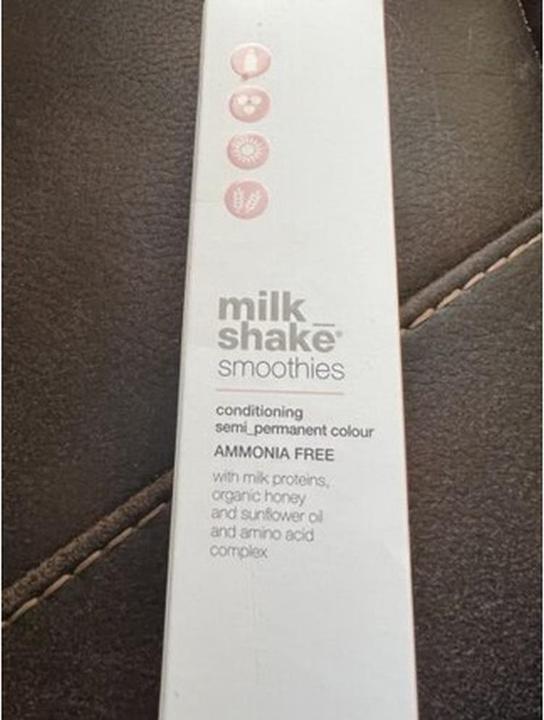 milk_
shake®
smoothies
conditioning
semi_permanent colour
AMMONIA FREE
with milk proteins,
organic honey
and sunflower oil
and amino acid
complex